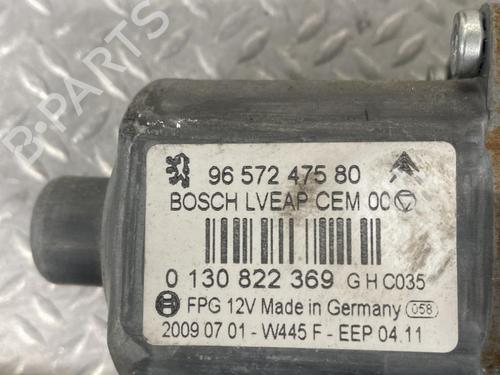 96 572 475 80
BOSCH LVEAP CEM 00
0 130 822 369 G H C035
FPG 12V Made in Germany 058
2009 07 01 - W445 F - EEP 04.11
B-PARTS